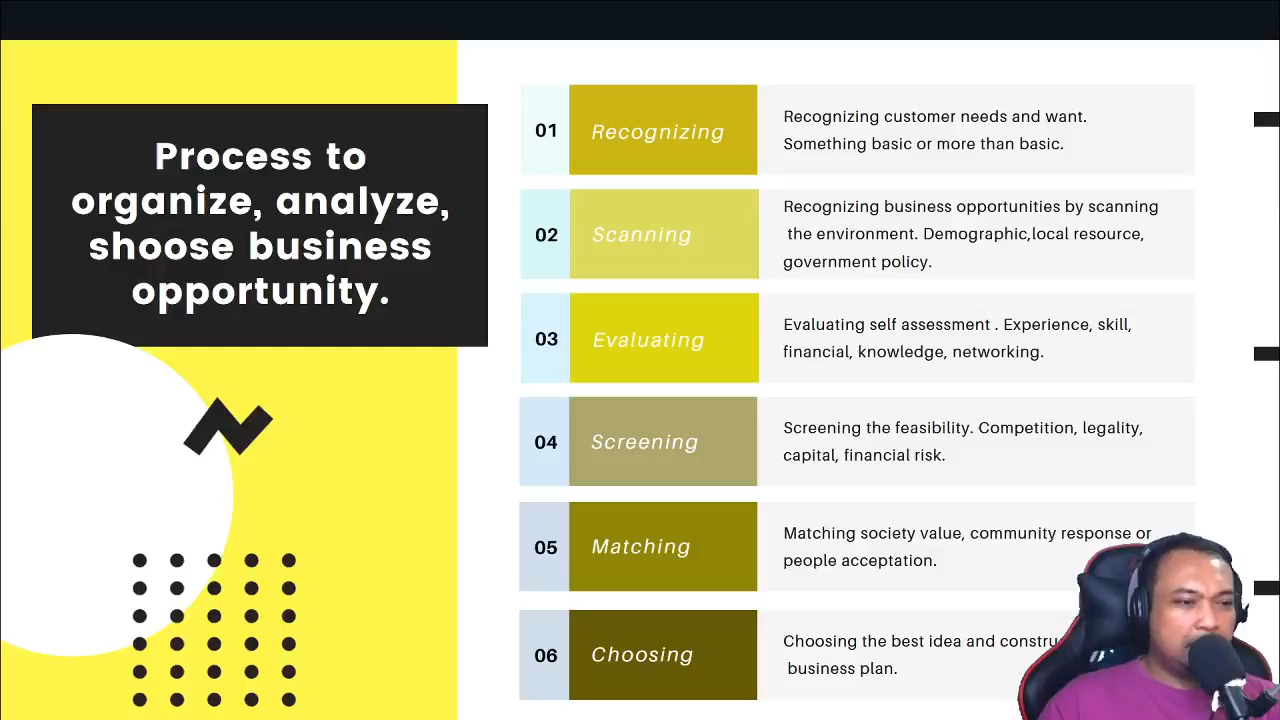 Process to
organize, analyze,
shoose business
opportunity.
01
Recognizing
Recognizing customer needs and want.
Something basic or more than basic.
02
Scanning
Recognizing business opportunities by scanning
the environment. Demographic,local resource,
government policy.
03
Evaluating
Evaluating self assessment . Experience, skill,
financial, knowledge, networking.
04
Screening
Screening the feasibility. Competition, legality,
capital, financial risk.
05
Matching
Matching society value, community response or
people acceptation.
06
Choosing
Choosing the best idea and constru
business plan.